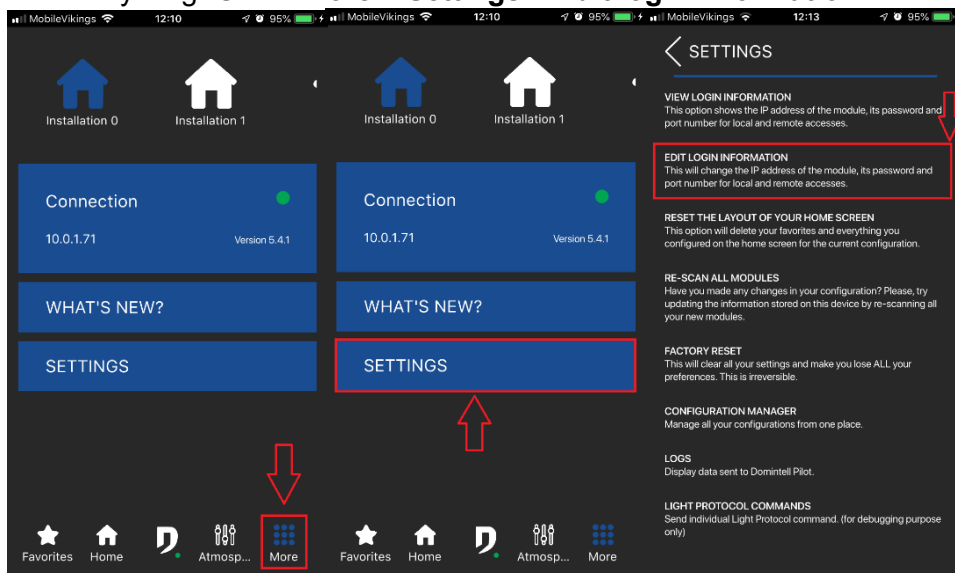 MobileVikings 12:10 95%
Installation 0 Installation 1
Connection
10.0.1.71 Version 5.4.1
WHAT'S NEW?
SETTINGS
Favorites Home Atmosp... More
MobileVikings 12:10 95%
Installation 0 Installation 1
Connection
10.0.1.71 Version 5.4.1
WHAT'S NEW?
SETTINGS
Favorites Home Atmosp... More
MobileVikings 12:13 95%
SETTINGS
VIEW LOGIN INFORMATION
This option shows the IP address of the module, its password and
port number for local and remote accesses.
EDIT LOGIN INFORMATION
This will change the IP address of the module, its password and
port number for local and remote accesses.
RESET THE LAYOUT OF YOUR HOME SCREEN
This option will delete your favorites and everything you
configured on the home screen for the current configuration.
RE-SCAN ALL MODULES
Have you made any changes in your configuration? Please, try
updating the information stored on this device by re-scanning all
your new modules.
FACTORY RESET
This will clear all your settings and make you lose ALL your
preferences. This is irreversible.
CONFIGURATION MANAGER
Manage all your configurations from one place.
LOGS
Display data sent to Domintell Pilot.
LIGHT PROTOCOL COMMANDS
Send individual Light Protocol command. (for debugging purpose
only)